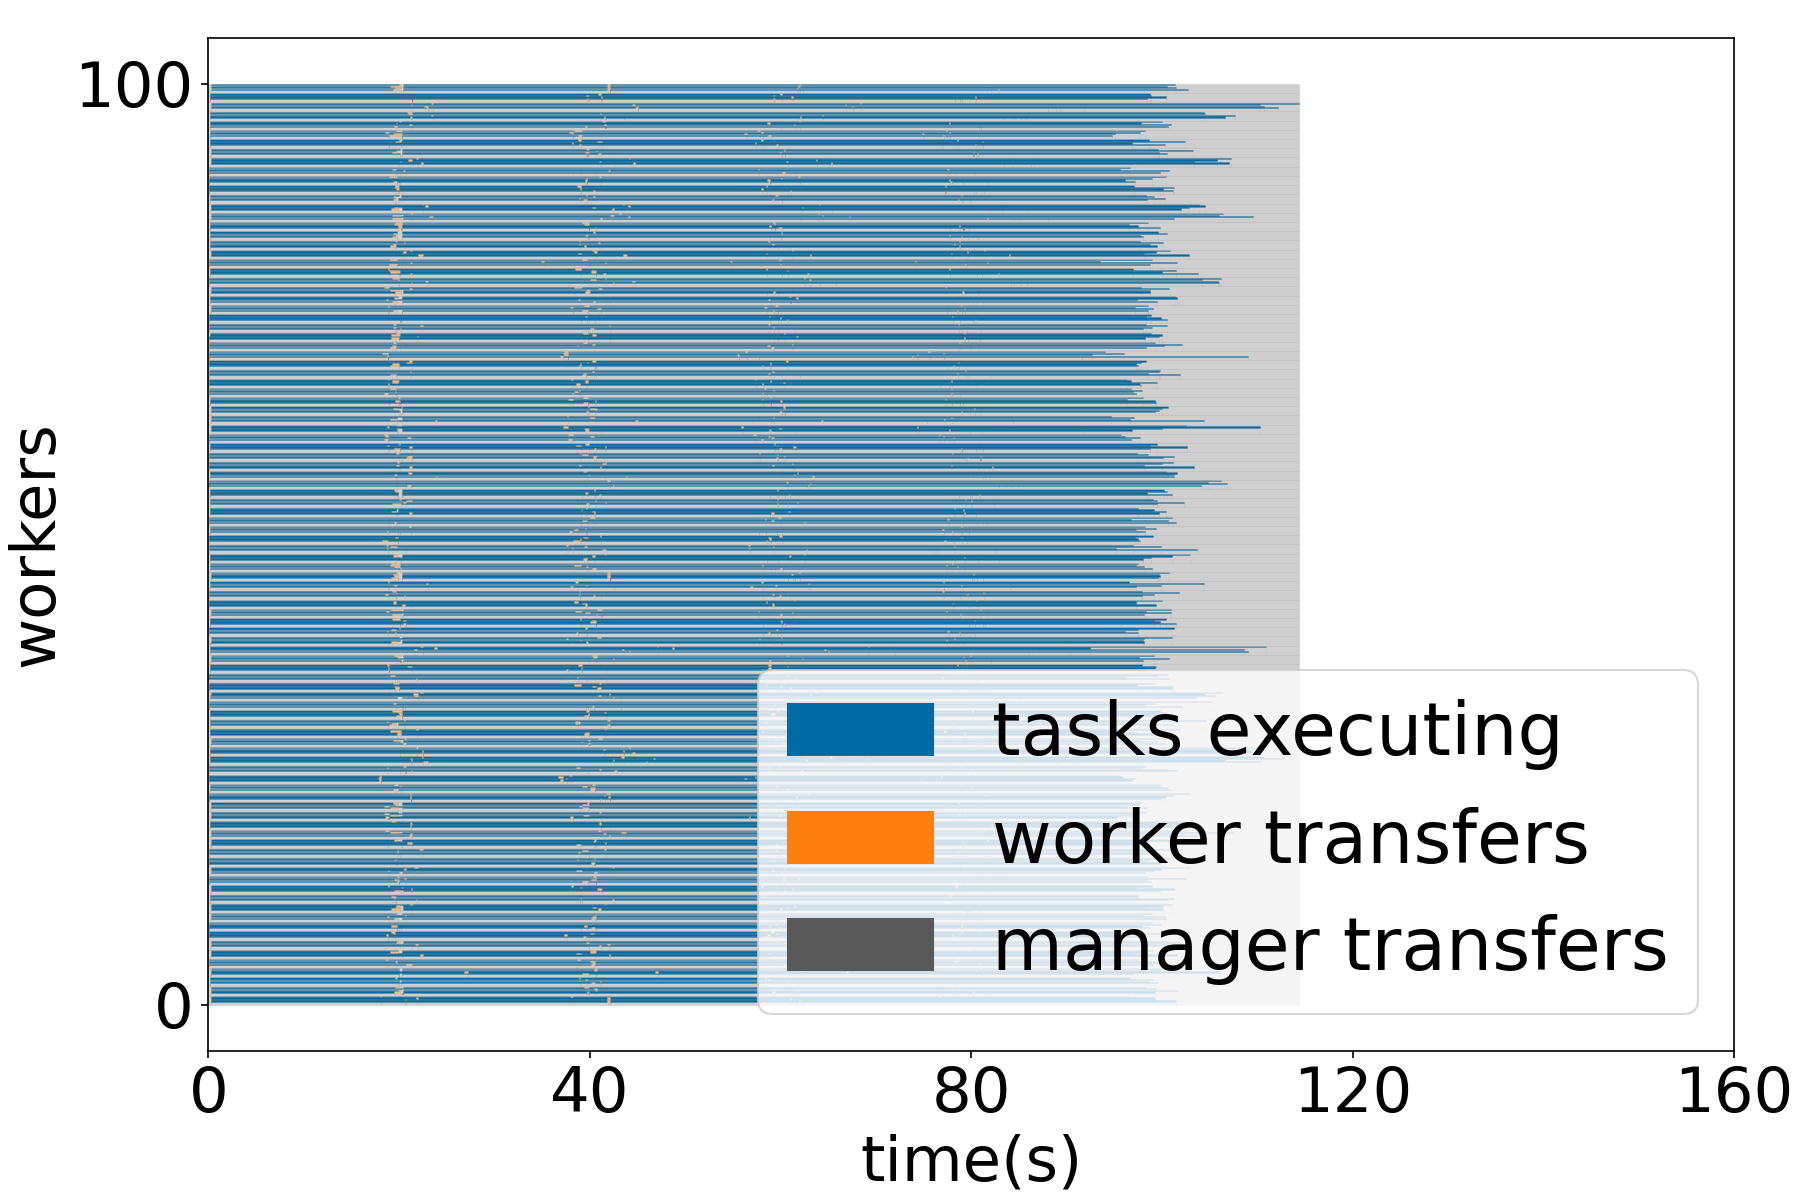 100
workers
0
tasks executing
worker transfers
manager transfers
0 40 80 120 160
time(s)